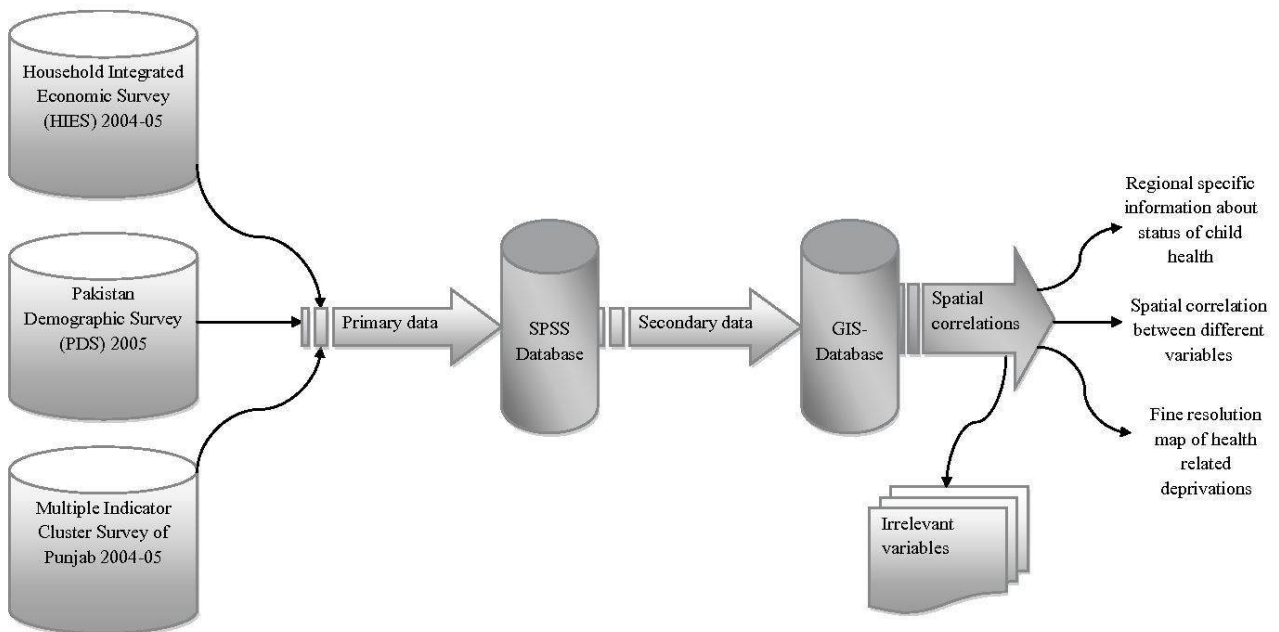 Household Integrated
Economic Survey
(HIES) 2004-05
Pakistan
Demographic Survey
(PDS) 2005
Multiple Indicator
Cluster Survey of
Punjab 2004-05
Primary data
SPSS
Database
Secondary data
GIS-
Database
Spatial
correlations
Irrelevant
variables
Regional specific
information about
status of child
health
Spatial correlation
between different
variables
Fine resolution
map of health
related
deprivations